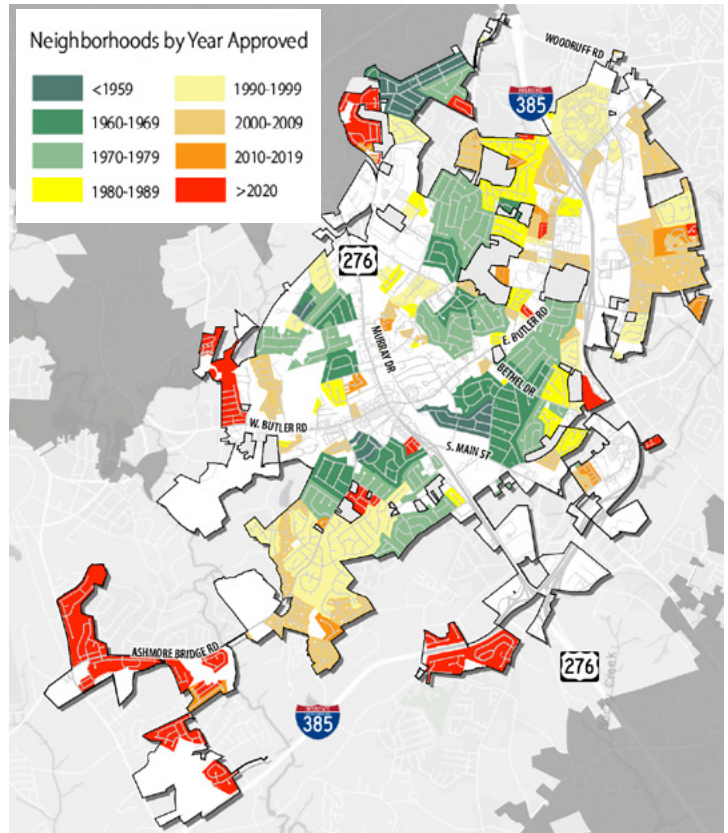 Neighborhoods by Year Approved
<1959
1990-1999
1960-1969
2000-2009
1970-1979
2010-2019
1980-1989
>2020
WOODRUFF RD
385
276
E. BUTLER RD
MURRAY DR
BETHEL DR
W. BUTLER RD
S. MAIN ST
ASHMORE BRIDGE RD
276
385
Creek